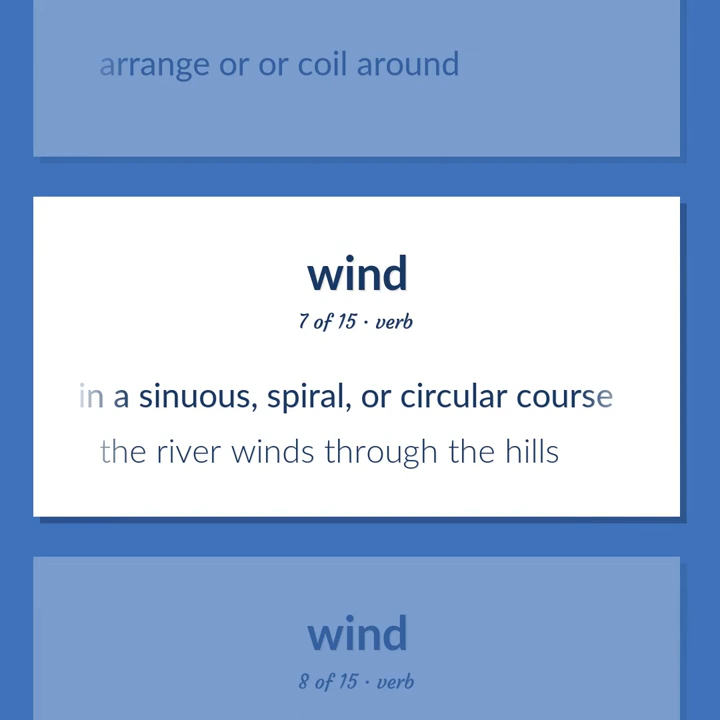 arrange or or coil around
wind
7 of 15 · verb
in a sinuous, spiral, or circular course
the river winds through the hills
wind
8 of 15 · verb